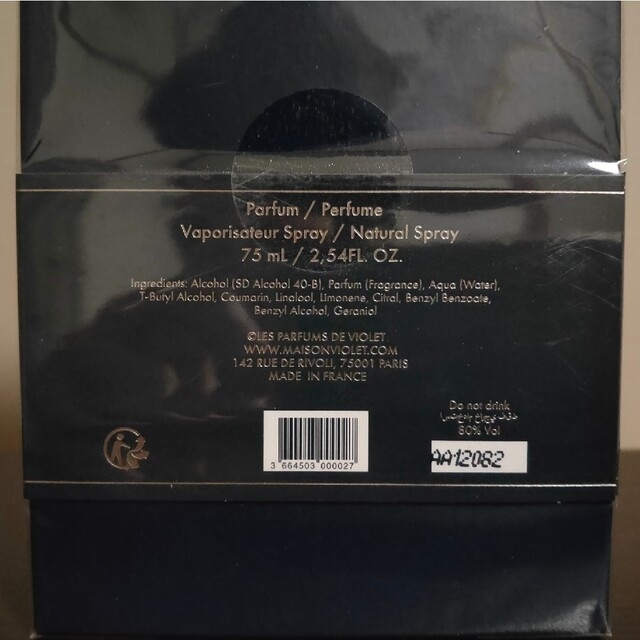 Parfum / Perfume
Vaporisateur Spray / Natural Spray
75 mL / 2,54FL. OZ.
Ingredients: Alcohol (SD Alcohol 40-B), Parfum (Fragrance), Aqua (Water),
T-Butyl Alcohol, Coumarin, Linalool, Limonene, Citral, Benzyl Benzoate,
Benzyl Alcohol, Geraniol
©LES PARFUMS DE VIOLET
WWW.MAISONVIOLET.COM
142 RUE DE RIVOLI, 75001 PARIS
MADE IN FRANCE
Do not drink
80% Vol
AA12082
3 664503 000027